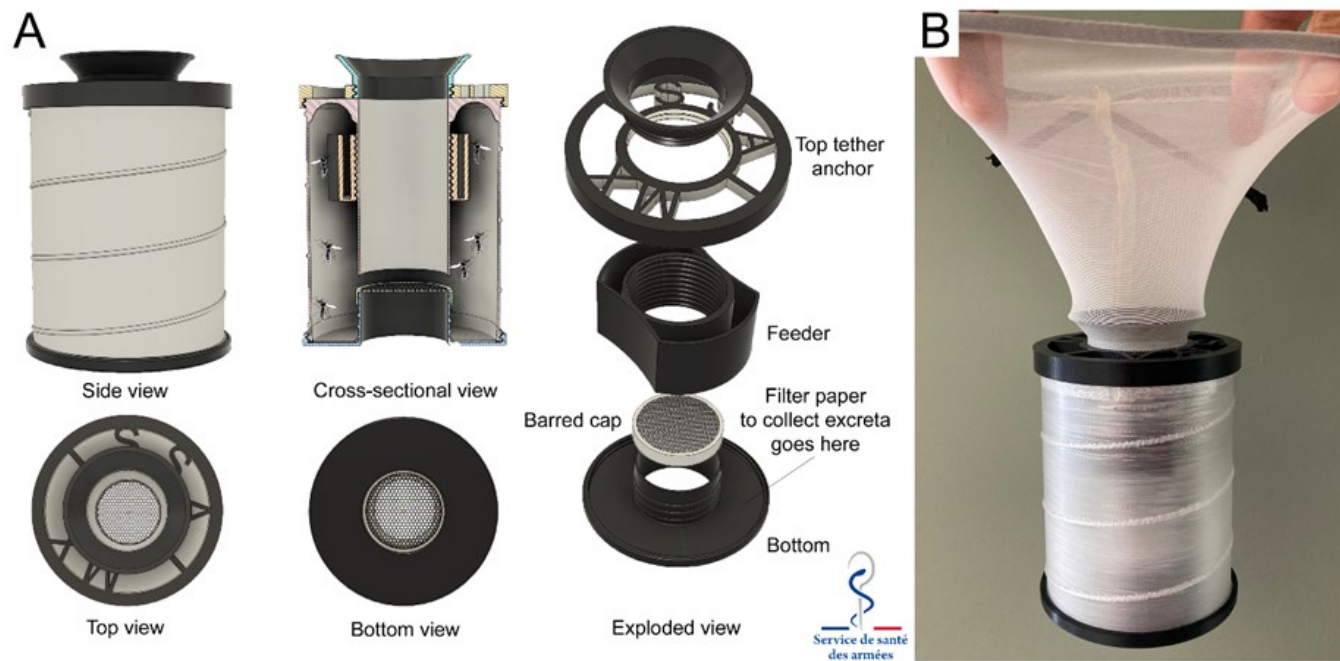 A
B
Top tether
anchor
Feeder
Side view
Cross-sectional view
Barred cap
Filter paper
to collect excreta
goes here
Bottom
Top view
Bottom view
Exploded view
Service de santé
des armées